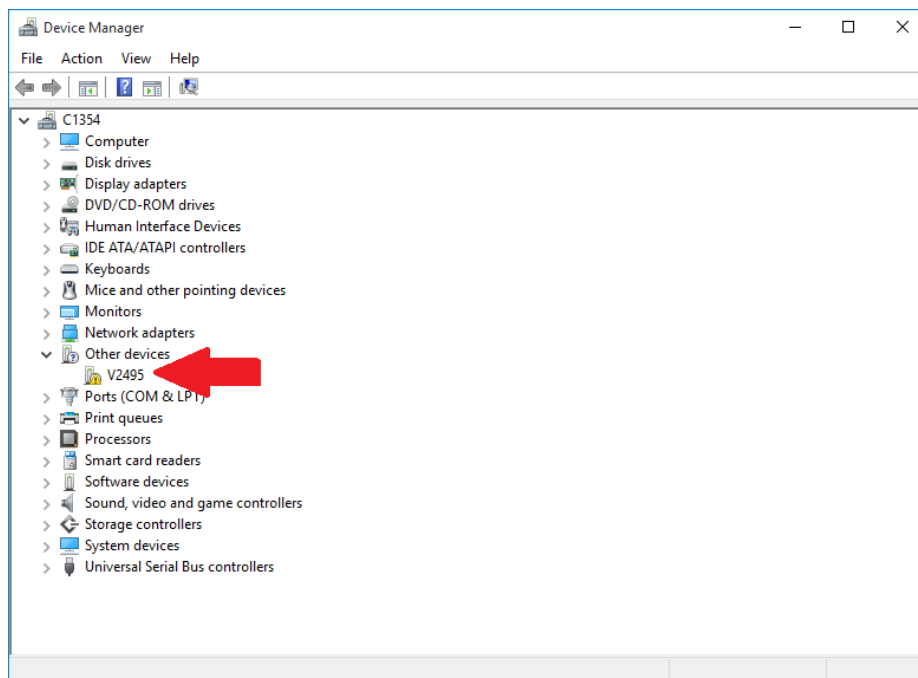 Device Manager
File Action View Help
C1354
Computer
Disk drives
Display adapters
DVD/CD-ROM drives
Human Interface Devices
IDE ATA/ATAPI controllers
Keyboards
Mice and other pointing devices
Monitors
Network adapters
Other devices
V2495
Ports (COM & LPT)
Print queues
Processors
Smart card readers
Software devices
Sound, video and game controllers
Storage controllers
System devices
Universal Serial Bus controllers